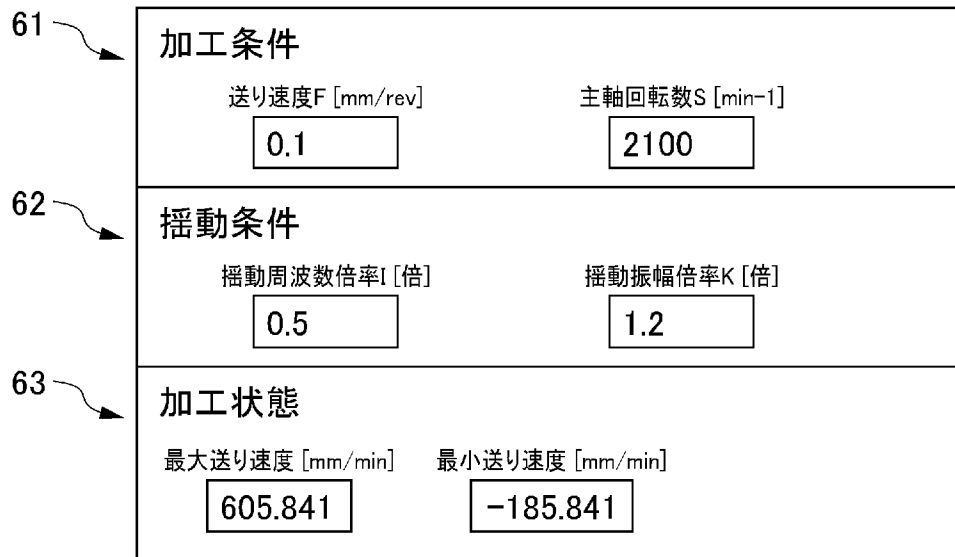 61
加工条件
送り速度F [mm/rev] 主軸回転数S [min-1]
0.1 2100
62
揺動条件
揺動周波数倍率I [倍] 揺動振幅倍率K [倍]
0.5 1.2
63
加工状態
最大送り速度 [mm/min] 最小送り速度 [mm/min]
605.841 -185.841